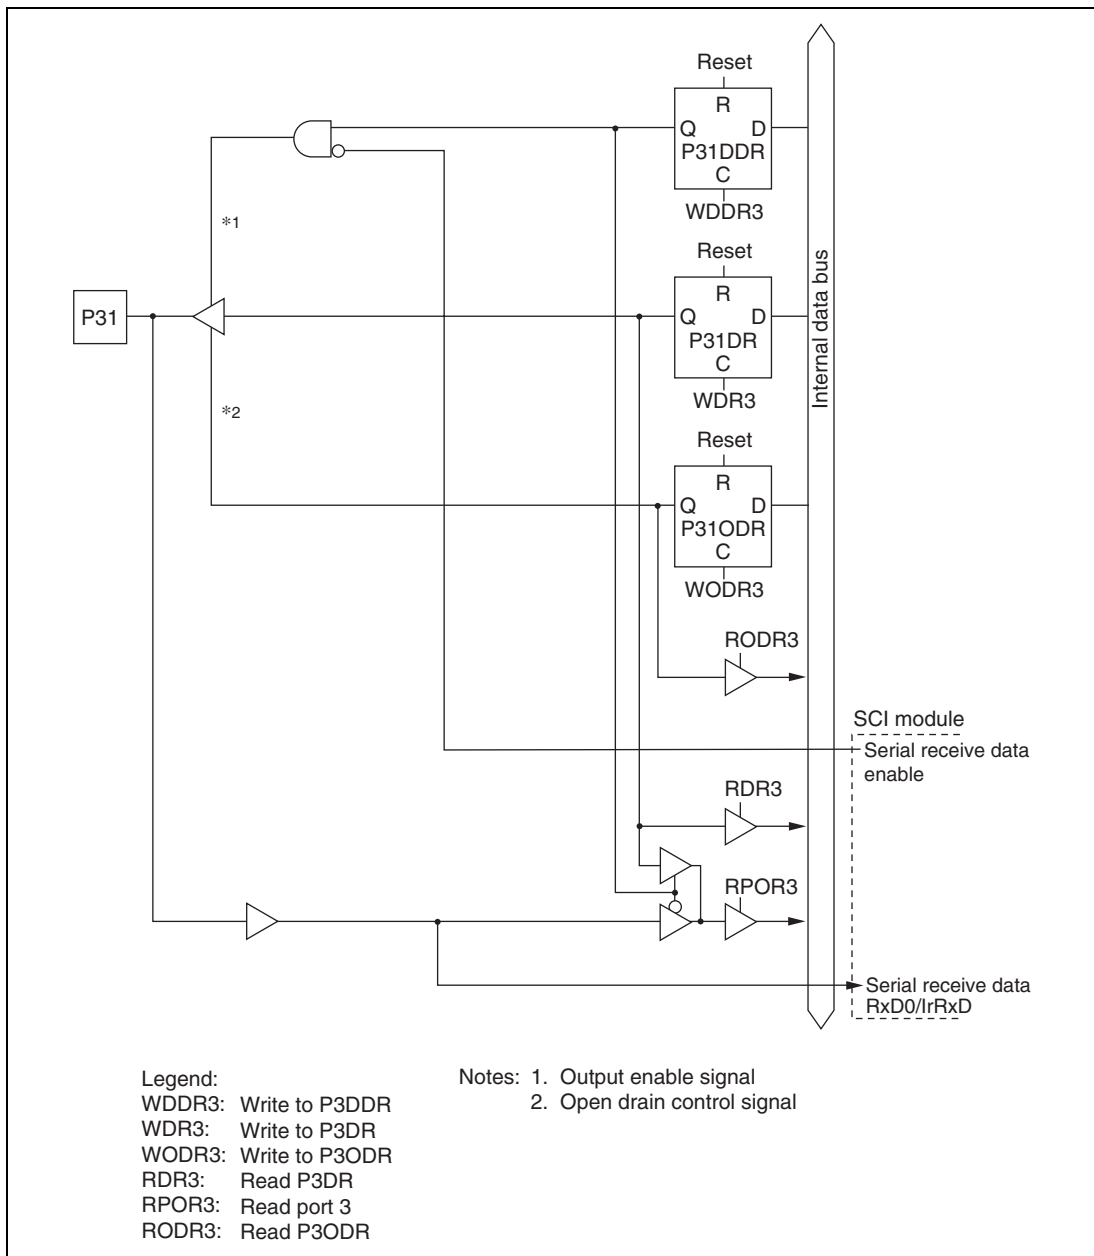 Reset
R
Q D
P31DDR
C
WDDR3
*1
Reset
R
P31
Q D
P31DR
C
WDR3
Internal data bus
*2
Reset
R
Q D
P31ODR
C
WODR3
RODR3
SCI module
Serial receive data
enable
RDR3
RPOR3
Serial receive data
RxD0/IrRxD
Legend:
WDDR3: Write to P3DDR
WDR3: Write to P3DR
WODR3: Write to P3ODR
RDR3: Read P3DR
RPOR3: Read port 3
RODR3: Read P3ODR
Notes: 1. Output enable signal
2. Open drain control signal